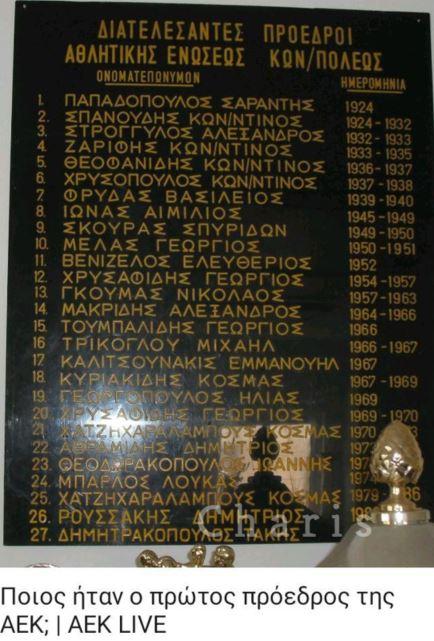 ΔΙΑΤΕΛΕΣΑΝΤΕΣ ΠΡΟΕΔΡΟΙ
ΑΘΛΗΤΙΚΗΣ ΕΝΩΣΕΩΣ ΚΩΝ/ΠΟΛΕΩΣ
ΟΝΟΜΑΤΕΠΩΝΥΜΟΝ ΗΜΕΡΟΜΗΝΙΑ
1. ΠΑΠΑΔΟΠΟΥΛΟΣ ΣΑΡΑΝΤΗΣ 1924
2. ΣΠΑΝΟΥΔΗΣ ΚΩΝ/ΝΤΙΝΟΣ 1924-1932
3. ΣΤΡΟΓΓΥΛΟΣ ΑΛΕΞΑΝΔΡΟΣ 1932-1933
4. ΖΑΡΙΦΗΣ ΚΩΝ/ΝΤΙΝΟΣ 1933-1935
5. ΘΕΟΦΑΝΙΔΗΣ ΚΩΝ/ΝΤΙΝΟΣ 1936-1937
6. ΧΡΥΣΟΠΟΥΛΟΣ ΚΩΝ/ΝΤΙΝΟΣ 1937-1938
7. ΦΡΥΔΑΣ ΒΑΣΙΛΕΙΟΣ 1939-1940
8. ΙΩΝΑΣ ΑΙΜΙΛΙΟΣ 1945-1949
9. ΣΚΟΥΡΑΣ ΣΠΥΡΙΔΩΝ 1949-1950
10. ΜΕΛΑΣ ΓΕΩΡΓΙΟΣ 1950-1951
11. ΒΕΝΙΖΕΛΟΣ ΕΛΕΥΘΕΡΙΟΣ 1952
12. ΧΡΥΣΑΦΙΔΗΣ ΓΕΩΡΓΙΟΣ 1954-1957
13. ΓΚΟΥΜΑΣ ΝΙΚΟΛΑΟΣ 1957-1963
14. ΜΑΚΡΙΔΗΣ ΑΛΕΞΑΝΔΡΟΣ 1964-1966
15. ΤΟΥΜΠΑΛΙΔΗΣ ΓΕΩΡΓΙΟΣ 1966
16 ΤΡΙΚΟΓΛΟΥ ΜΙΧΑΗΛ 1966-1967
17 ΚΑΛΙΤΣΟΥΝΑΚΙΣ ΕΜΜΑΝΟΥΗΛ 1967
18 ΚΥΡΙΑΚΙΔΗΣ ΚΟΣΜΑΣ 1967-1969
19. ΓΕΩΡΓΟΠΟΥΛΟΣ ΗΛΙΑΣ 1969
20. ΧΡΥΣΑΦΙΔΗΣ ΓΕΩΡΓΙΟΣ 1969-1970
21. ΧΑΤΖΗΧΑΡΑΛΑΜΠΟΥΣ ΚΟΣΜΑΣ 1970
22. ΑΒΡΑΜΙΔΗΣ ΔΗΜΗΤΡΙΟΣ
23. ΘΕΟΔΩΡΑΚΟΠΟΥΛΟΣ ΙΩΑΝΝΗΣ
24. ΜΠΑΡΛΟΣ ΛΟΥΚΑΣ
25. ΧΑΤΖΗΧΑΡΑΛΑΜΠΟΥΣ ΚΟΣΜΑΣ
26. ΡΟΥΣΣΑΚΗΣ ΔΗΜΗΤΡΙΟΣ
27. ΔΗΜΗΤΡΑΚΟΠΟΥΛΟΣ ΤΑΚΗΣ
Charis
Ποιος ήταν ο πρώτος πρόεδρος της
ΑΕΚ; | AEK LIVE